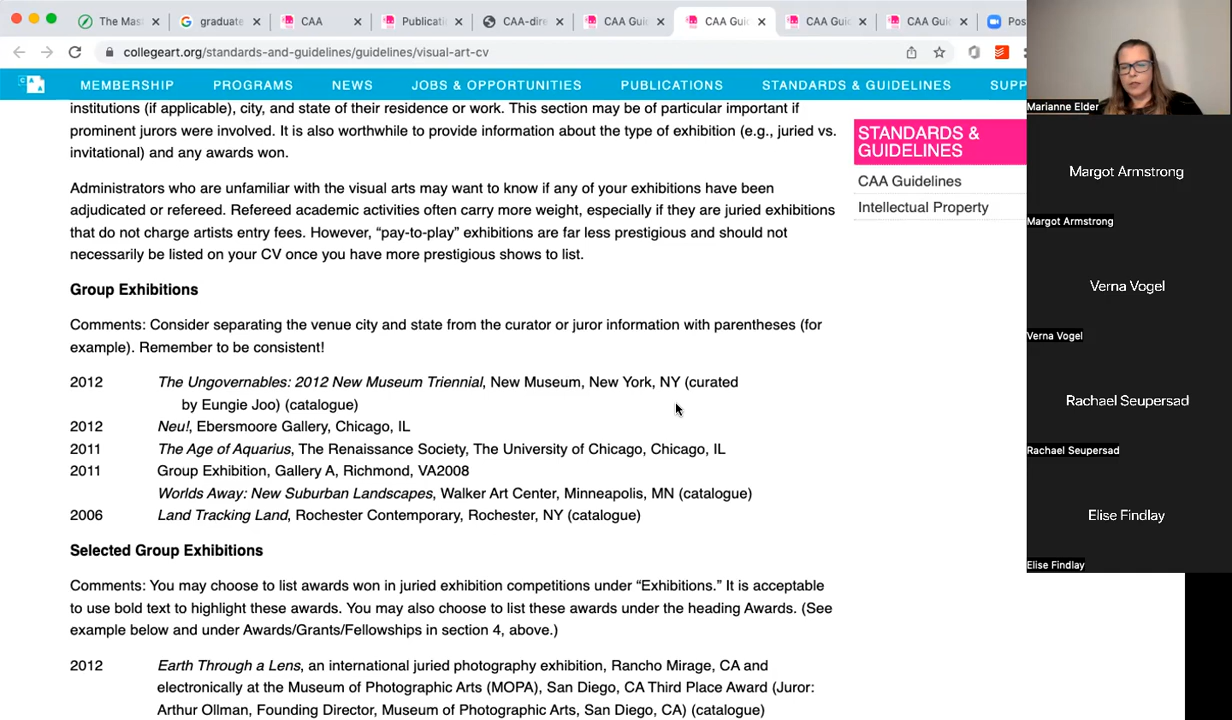 The Mas
graduate
CAA
Publicati
CAA-dire
CAA Gui
CAA Gui
CAA Gui
CAA Gui
Pos
collegeart.org/standards-and-guidelines/guidelines/visual-art-cv
CAA
MEMBERSHIP PROGRAMS NEWS JOBS & OPPORTUNITIES PUBLICATIONS STANDARDS & GUIDELINES SUPP
institutions (if applicable), city, and state of their residence or work. This section may be of particular important if
prominent jurors were involved. It is also worthwhile to provide information about the type of exhibition (e.g., juried vs.
invitational) and any awards won.
Administrators who are unfamiliar with the visual arts may want to know if any of your exhibitions have been
adjudicated or refereed. Refereed academic activities often carry more weight, especially if they are juried exhibitions
that do not charge artists entry fees. However, “pay-to-play” exhibitions are far less prestigious and should not
necessarily be listed on your CV once you have more prestigious shows to list.
Group Exhibitions
Comments: Consider separating the venue city and state from the curator or juror information with parentheses (for
example). Remember to be consistent!
2012 The Ungovernables: 2012 New Museum Triennial, New Museum, New York, NY (curated
by Eungie Joo) (catalogue)
2012 Neu!, Ebersmoore Gallery, Chicago, IL
2011 The Age of Aquarius, The Renaissance Society, The University of Chicago, Chicago, IL
2011 Group Exhibition, Gallery A, Richmond, VA2008
Worlds Away: New Suburban Landscapes, Walker Art Center, Minneapolis, MN (catalogue)
2006 Land Tracking Land, Rochester Contemporary, Rochester, NY (catalogue)
Selected Group Exhibitions
Comments: You may choose to list awards won in juried exhibition competitions under “Exhibitions.” It is acceptable
to use bold text to highlight these awards. You may also choose to list these awards under the heading Awards. (See
example below and under Awards/Grants/Fellowships in section 4, above.)
2012 Earth Through a Lens, an international juried photography exhibition, Rancho Mirage, CA and
electronically at the Museum of Photographic Arts (MOPA), San Diego, CA Third Place Award (Juror:
Arthur Ollman, Founding Director, Museum of Photographic Arts, San Diego, CA) (catalogue)
STANDARDS &
GUIDELINES
CAA Guidelines
Intellectual Property
Marianne Elder
Margot Armstrong
Margot Armstrong
Verna Vogel
Verna Vogel
Rachael Seupersad
Rachael Seupersad
Elise Findlay
Elise Findlay